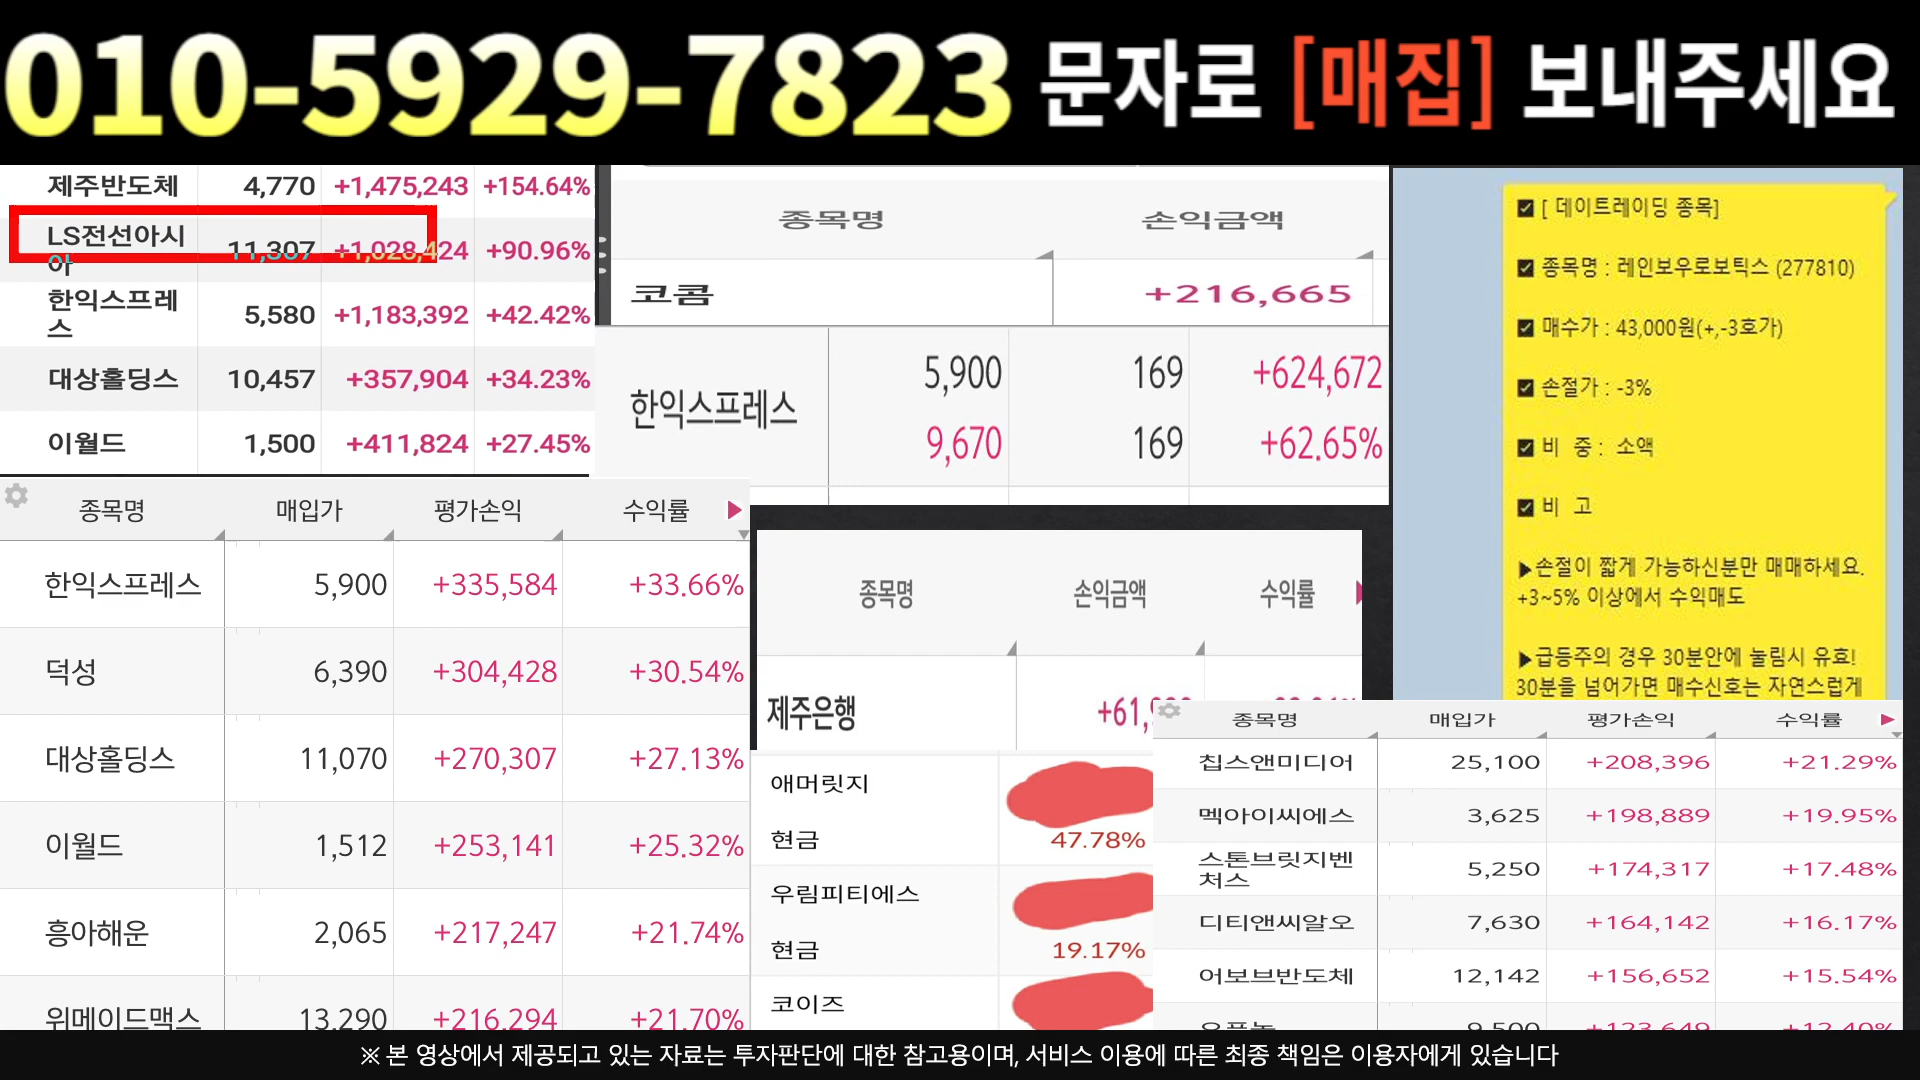 010-5929-7823 문자로 [매집] 보내주세요
제주반도체 4,770 +1,475,243 +154.64%
LS전선아시아 11,307 +1,028,424 +90.96%
한익스프레스 5,580 +1,183,392 +42.42%
대상홀딩스 10,457 +357,904 +34.23%
이월드 1,500 +411,824 +27.45%
종목명 손익금액
코콤 +216,665
한익스프레스
5,900 169 +624,672
9,670 169 +62.65%
[ 데이트레이딩 종목]
종목명 : 레인보우로보틱스 (277810)
매수가 : 43,000원(+,-3호가)
손절가 : -3%
비 중 : 소액
비 고
▶손절이 짧게 가능하신분만 매매하세요.
+3~5% 이상에서 수익매도
▶급등주의 경우 30분안에 눌림시 유효!
30분을 넘어가면 매수신호는 자연스럽게
종목명 매입가 평가손익 수익률
한익스프레스 5,900 +335,584 +33.66%
덕성 6,390 +304,428 +30.54%
대상홀딩스 11,070 +270,307 +27.13%
이월드 1,512 +253,141 +25.32%
흥아해운 2,065 +217,247 +21.74%
위메이드맥스 13,290 +216,294 +21.70%
종목명 손익금액 수익률
제주은행 +61,
애머릿지
현금 47.78%
우림피티에스
현금 19.17%
코이즈
종목명 매입가 평가손익 수익률
칩스앤미디어 25,100 +208,396 +21.29%
멕아이씨에스 3,625 +198,889 +19.95%
스톤브릿지벤처스 5,250 +174,317 +17.48%
디티앤씨알오 7,630 +164,142 +16.17%
어보브반도체 12,142 +156,652 +15.54%
※ 본 영상에서 제공되고 있는 자료는 투자판단에 대한 참고용이며, 서비스 이용에 따른 최종 책임은 이용자에게 있습니다